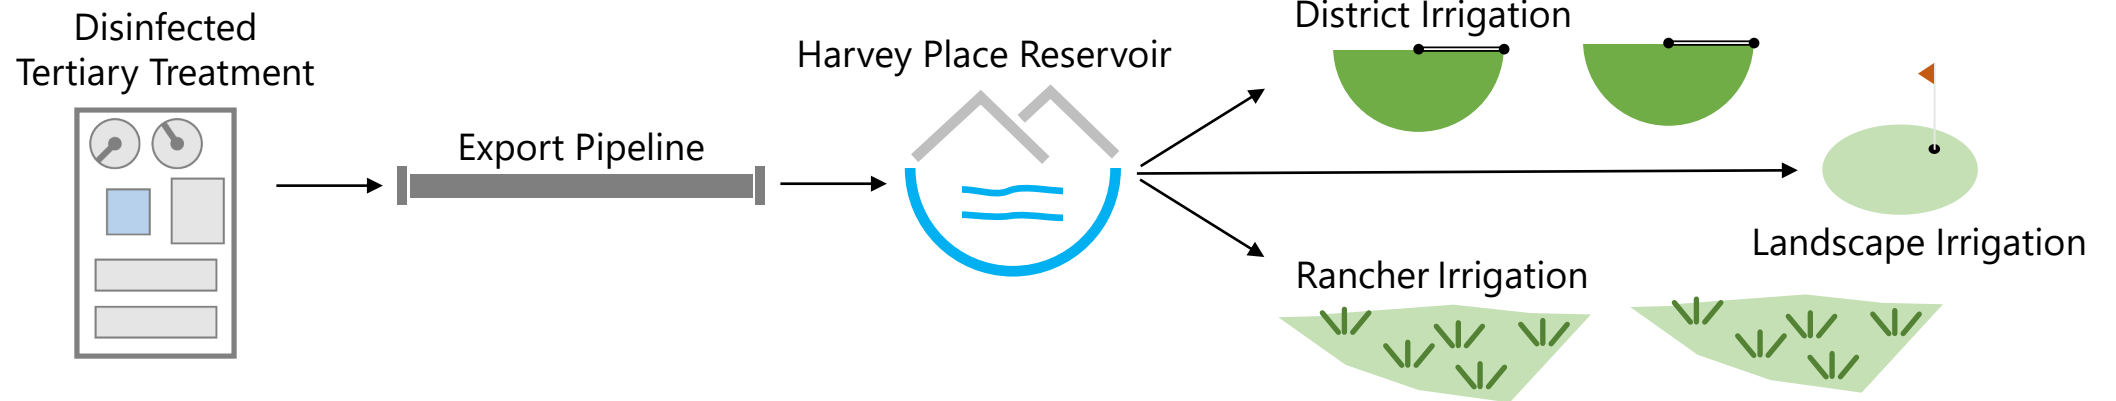 Disinfected
Tertiary Treatment
Export Pipeline
Harvey Place Reservoir
District Irrigation
Landscape Irrigation
Rancher Irrigation